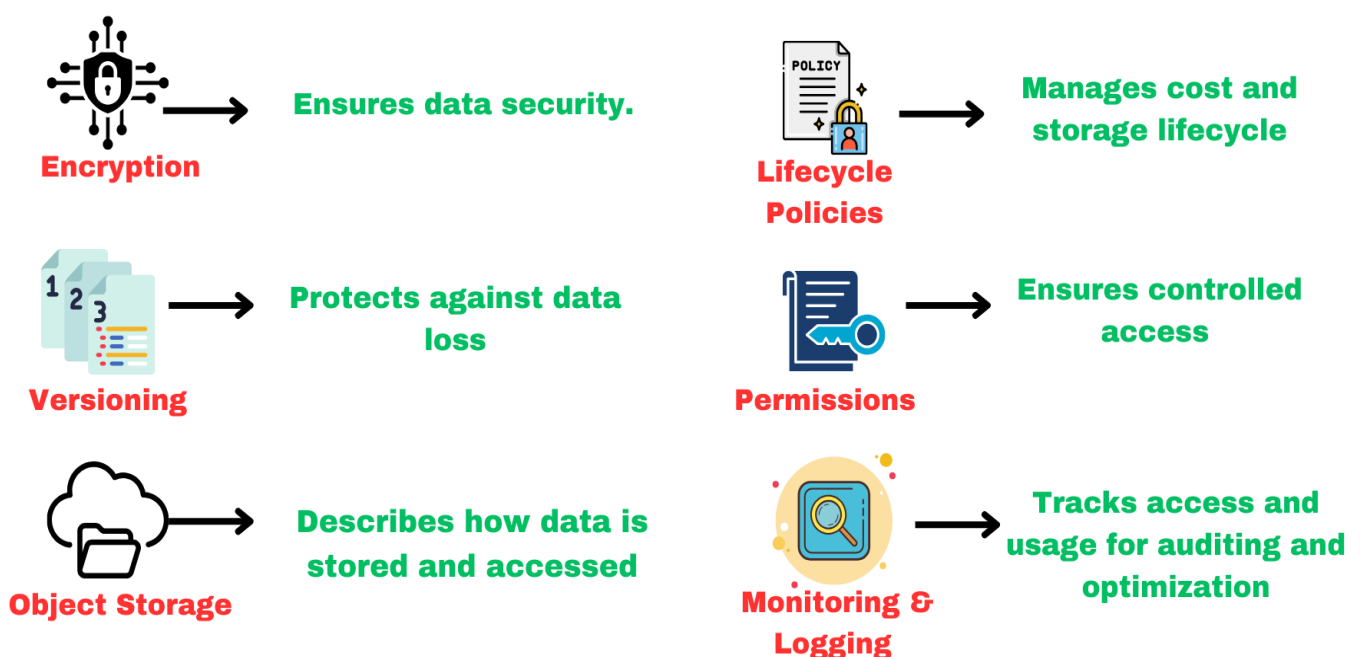 Encryption
Ensures data security.
POLICY
Lifecycle
Policies
Manages cost and
storage lifecycle
1
2
3
Versioning
Protects against data
loss
Permissions
Ensures controlled
access
Object Storage
Describes how data is
stored and accessed
Monitoring &
Logging
Tracks access and
usage for auditing and
optimization